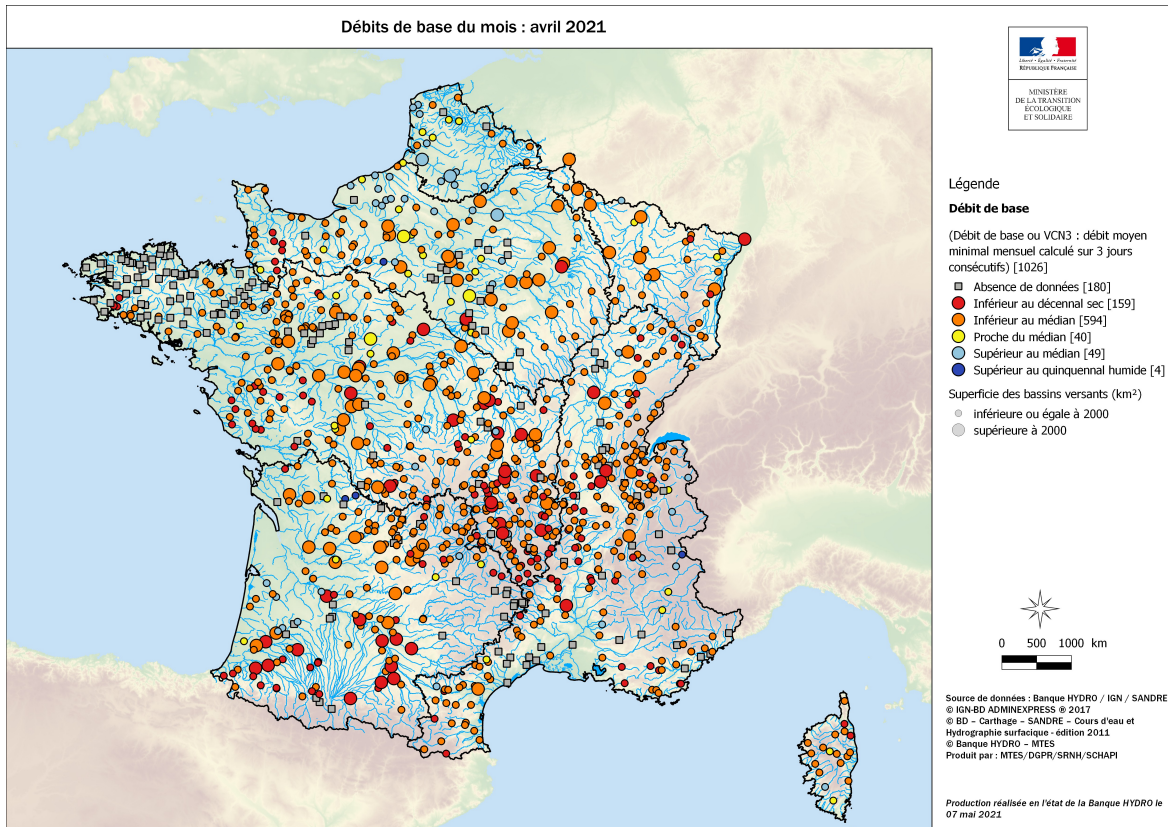 Débits de base du mois : avril 2021
Liberté • Égalité • Fraternité
RÉPUBLIQUE FRANÇAISE
MINISTÈRE
DE LA TRANSITION
ÉCOLOGIQUE
ET SOLIDAIRE
Légende
Débit de base
(Débit de base ou VCN3 : débit moyen
minimal mensuel calculé sur 3 jours
consécutifs) [1026]
Absence de données [180]
Inférieur au décennal sec [159]
Inférieur au médian [594]
Proche du médian [40]
Supérieur au médian [49]
Supérieur au quinquennal humide [4]
Superficie des bassins versants (km²)
inférieure ou égale à 2000
supérieure à 2000
0 500 1000 km
Source de données : Banque HYDRO / IGN / SANDRE
© IGN-BD ADMINEXPRESS ® 2017
© BD – Carthage – SANDRE – Cours d'eau et
Hydrographie surfacique - édition 2011
© Banque HYDRO – MTES
Produit par : MTES/DGPR/SRNH/SCHAPI
Production réalisée en l'état de la Banque HYDRO le
07 mai 2021